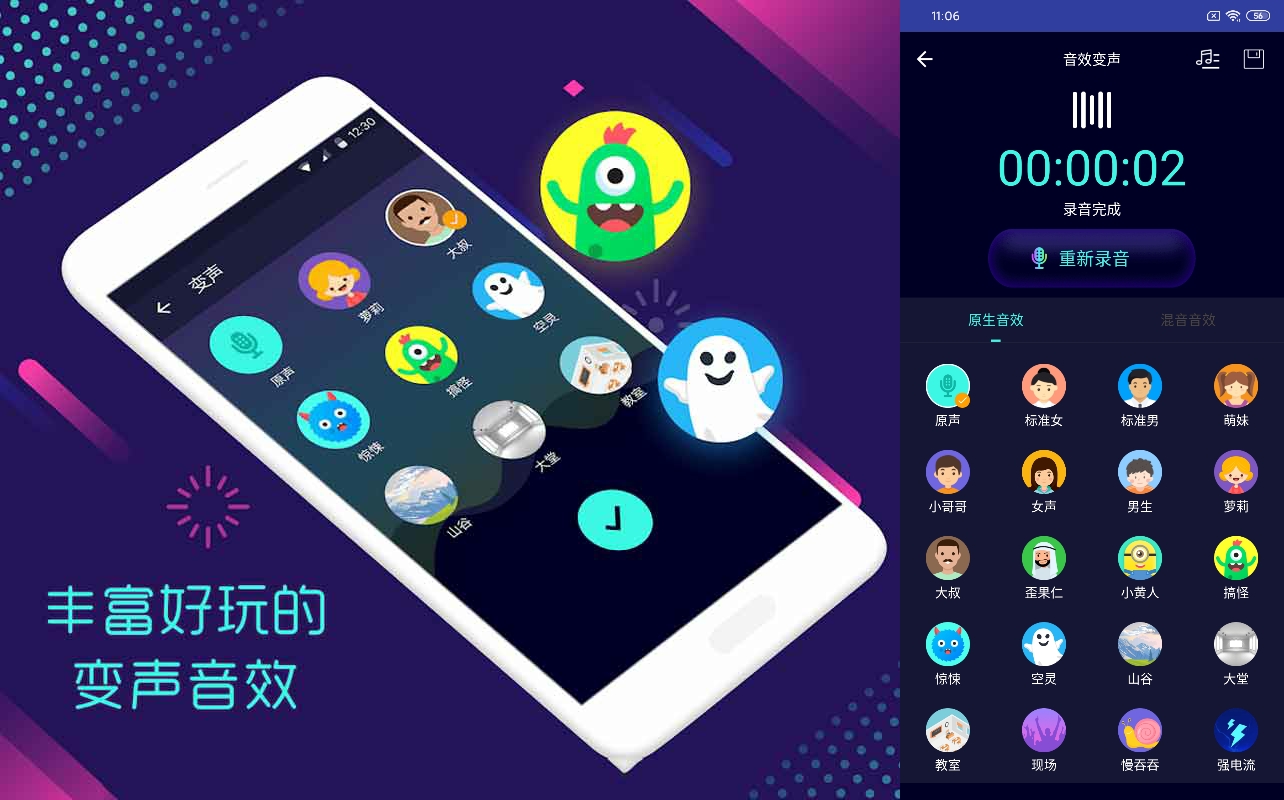 12:30
变声
大叔
萝莉
空灵
原声
搞怪
教室
惊悚
大堂
山谷
丰富好玩的
变声音效
11:06
56
音效变声
00:00:02
录音完成
重新录音
原生音效 混音音效
原声 标准女 标准男 萌妹
小哥哥 女声 男生 萝莉
大叔 歪果仁 小黄人 搞怪
惊悚 空灵 山谷 大堂
教室 现场 慢吞吞 强电流